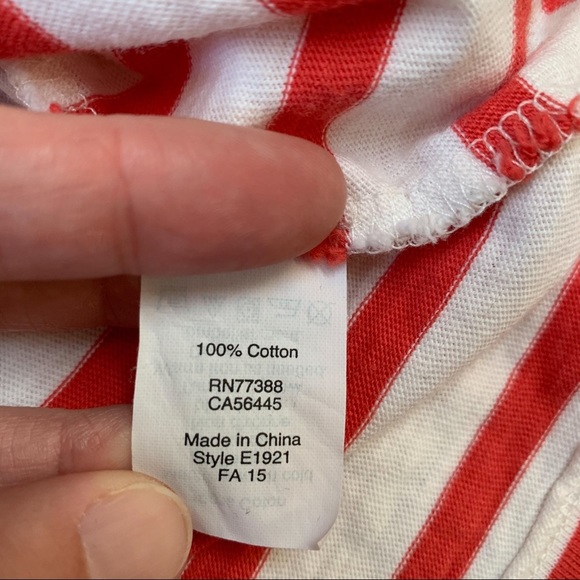 100% Cotton
RN77388
CA56445
Made in China
Style E1921
FA 15